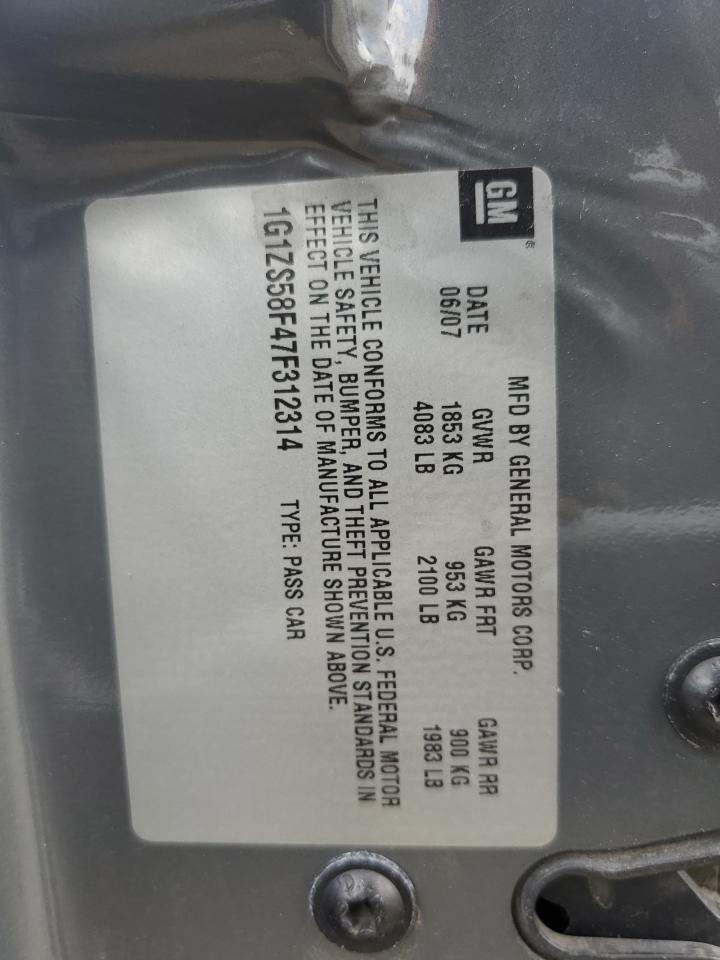 GM
MFD BY GENERAL MOTORS CORP.
DATE GVWR GAWR FRT GAWR RR
06/07 1853 KG 953 KG 900 KG
4083 LB 2100 LB 1983 LB
THIS VEHICLE CONFORMS TO ALL APPLICABLE U.S. FEDERAL MOTOR
VEHICLE SAFETY, BUMPER, AND THEFT PREVENTION STANDARDS IN
EFFECT ON THE DATE OF MANUFACTURE SHOWN ABOVE.
1G1ZS58F47F312314 TYPE: PASS CAR